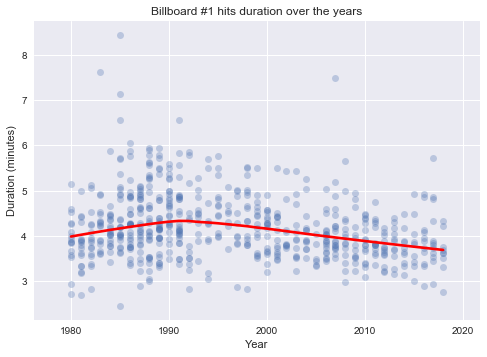 Billboard #1 hits duration over the years
Duration (minutes)
8
7
6
5
4
3
1980 1990 2000 2010 2020
Year